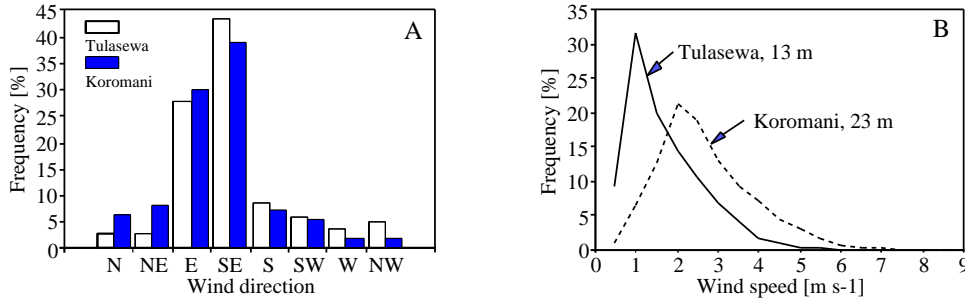 A
Tulasewa
Koromani
Frequency [%]
45
40
35
30
25
20
15
10
5
0
N NE E SE S SW W NW
Wind direction
B
Tulasewa, 13 m
Koromani, 23 m
Frequency [%]
35
30
25
20
15
10
5
0
0 1 2 3 4 5 6 7 8 9
Wind speed [m s-1]